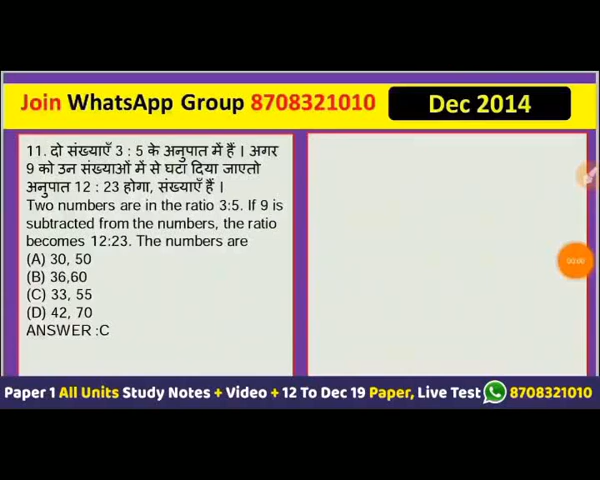 Join WhatsApp Group 8708321010
Dec 2014
11. दो संख्याएँ 3 : 5 के अनुपात में हैं । अगर
9 को उन संख्याओं में से घटा दिया जाएतो
अनुपात 12 : 23 होगा, संख्याएँ हैं ।
Two numbers are in the ratio 3:5. If 9 is
subtracted from the numbers, the ratio
becomes 12:23. The numbers are
(A) 30, 50
(B) 36,60
(C) 33, 55
(D) 42, 70
ANSWER :C
00:00
Paper 1 All Units Study Notes + Video + 12 To Dec 19 Paper, Live Test 8708321010